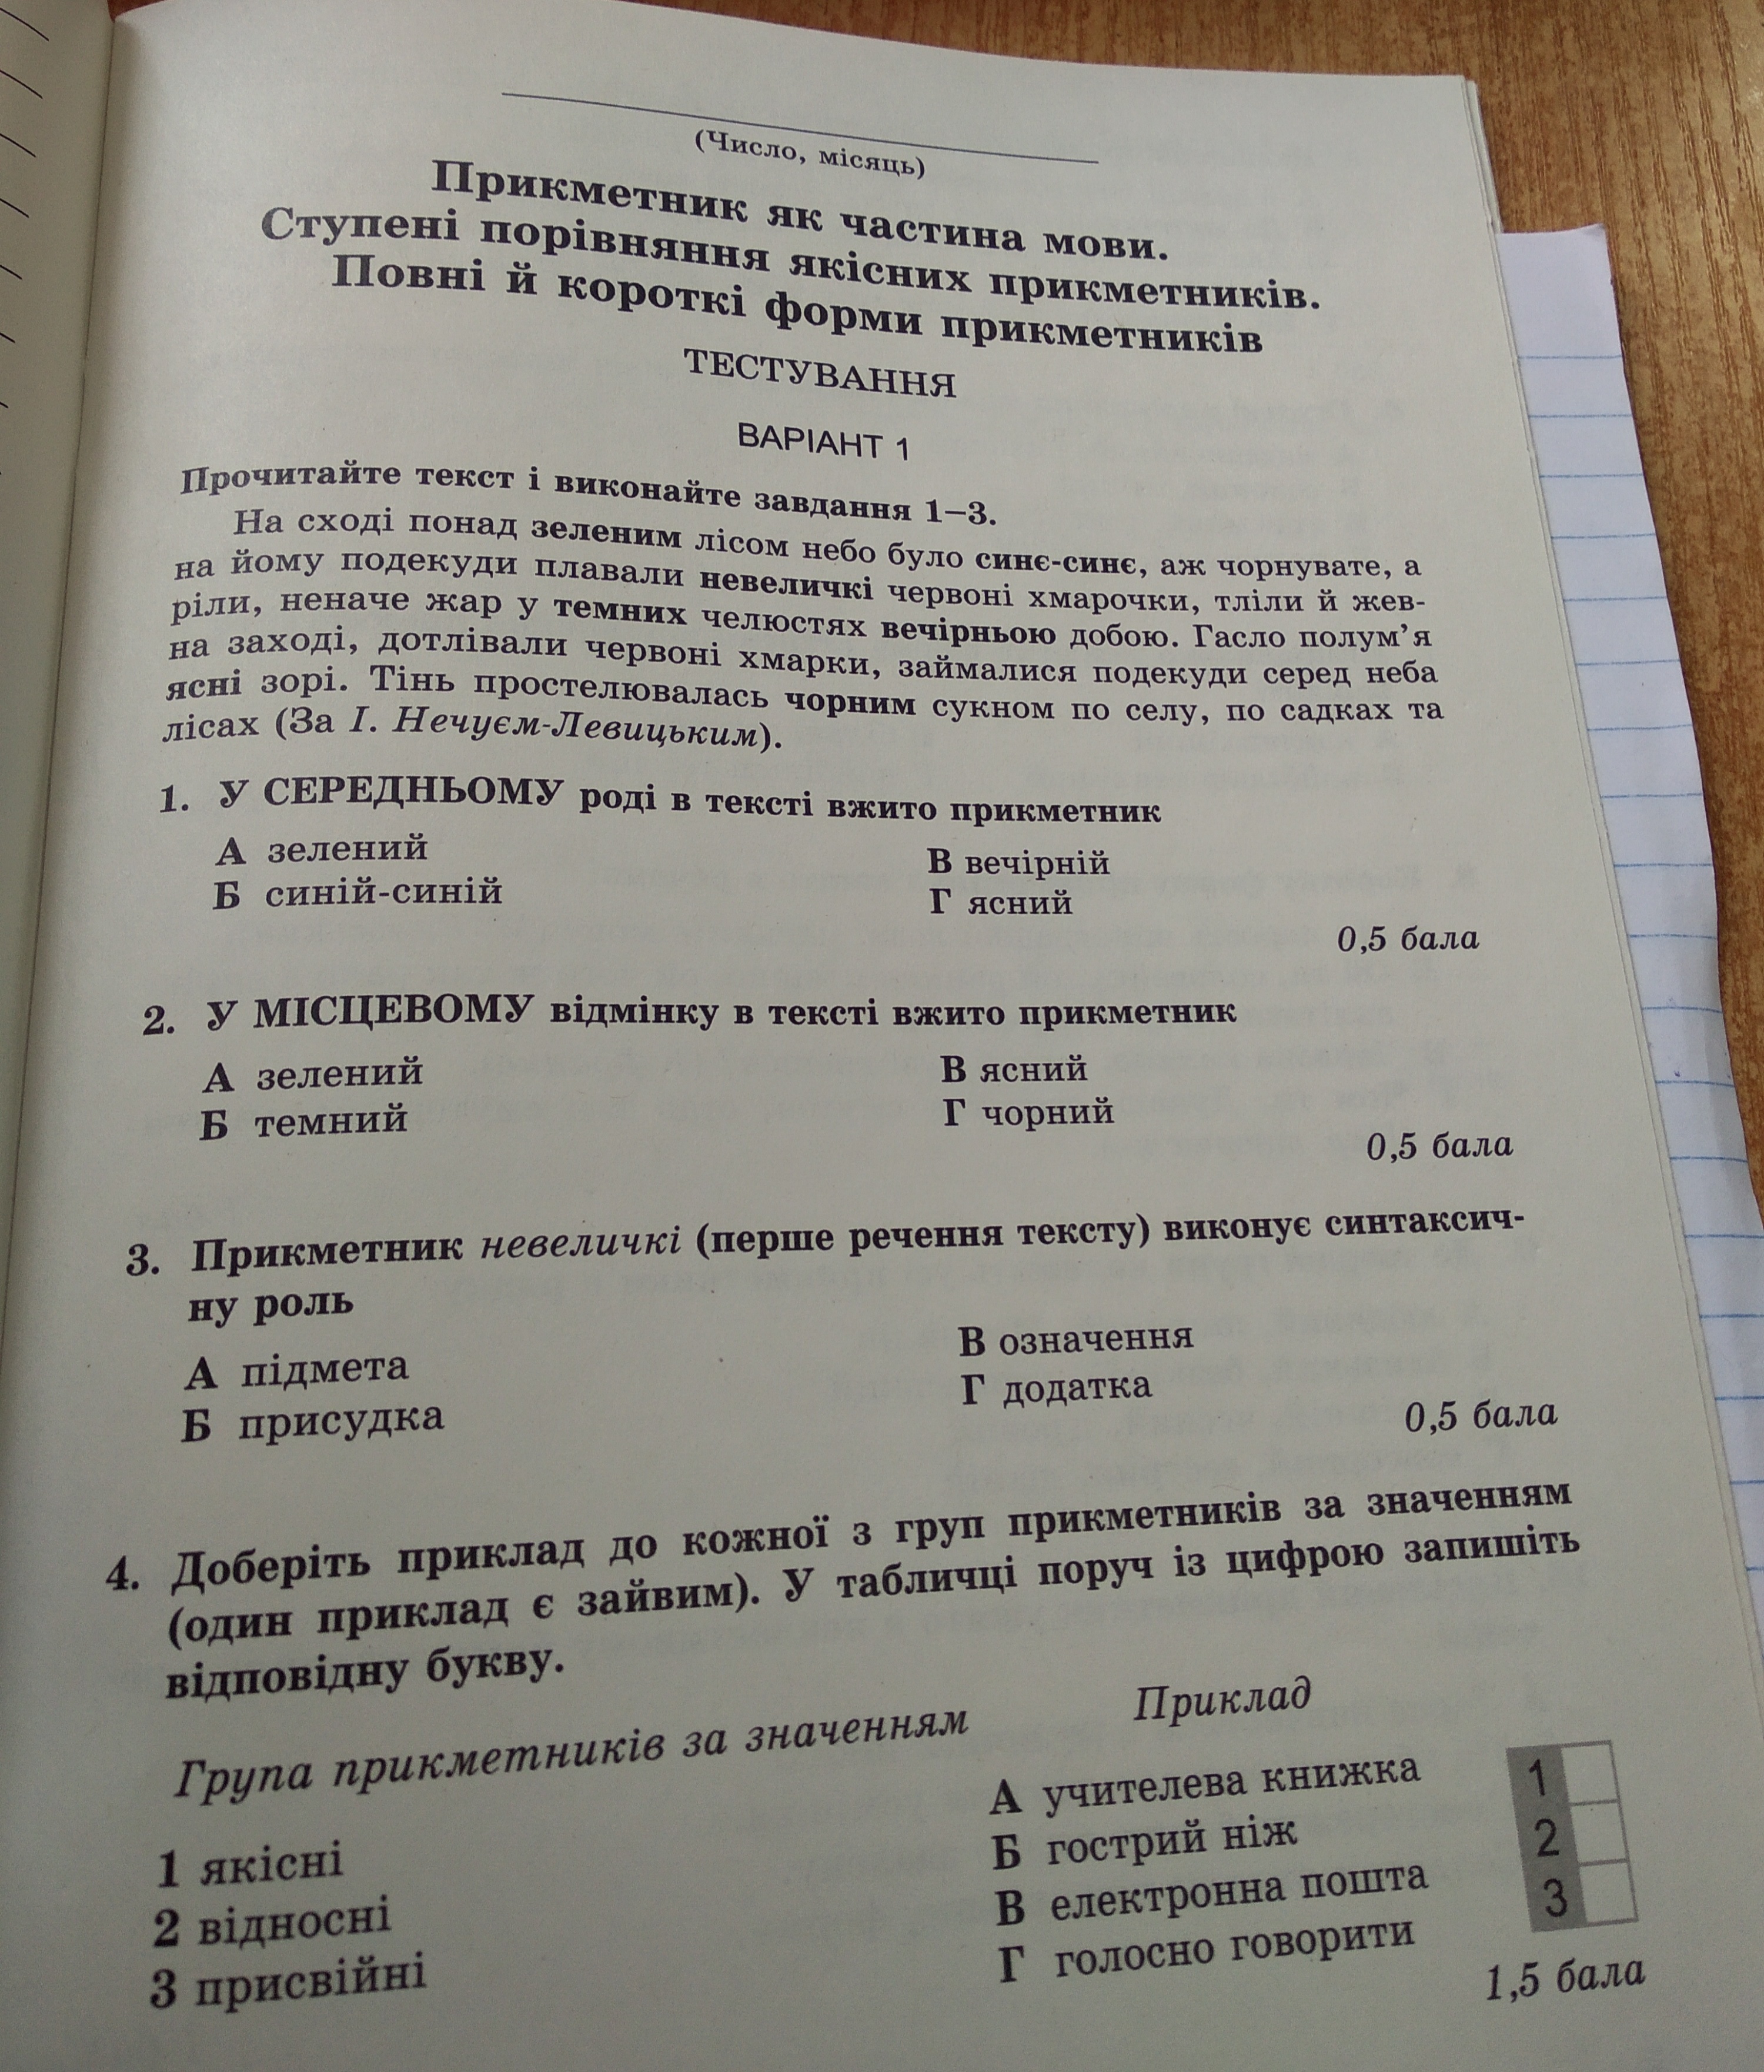 (Число, місяць)
Прикметник як частина мови.
Ступені порівняння якісних прикметників.
Повні й короткі форми прикметників
ТЕСТУВАННЯ
ВАРІАНТ 1
Прочитайте текст і виконайте завдання 1–3.
На сході понад зеленим лісом небо було синє-синє, аж чорнувате, а
на йому подекуди плавали невеличкі червоні хмарочки, тліли й жев-
ріли, неначе жар у темних челюстях вечірньою добою. Гасло полум’я
на заході, дотлівали червоні хмарки, займалися подекуди серед неба
ясні зорі. Тінь простелювалась чорним сукном по селу, по садках та
лісах (За І. Нечуєм-Левицьким).
1. У СЕРЕДНЬОМУ роді в тексті вжито прикметник
А зелений
Б синій-синій
В вечірній
Г ясний
0,5 бала
2. У МІСЦЕВОМУ відмінку в тексті вжито прикметник
А зелений
Б темний
В ясний
Г чорний
0,5 бала
3. Прикметник невеличкі (перше речення тексту) виконує синтаксич-
ну роль
А підмета
Б присудка
В означення
Г додатка
0,5 бала
4. Доберіть приклад до кожної з груп прикметників за значенням
(один приклад є зайвим). У табличці поруч із цифрою запишіть
відповідну букву.
Група прикметників за значенням
1 якісні
2 відносні
3 присвійні
Приклад
А учителева книжка
Б гострий ніж
В електронна пошта
Г голосно говорити
1
2
3
1,5 бала